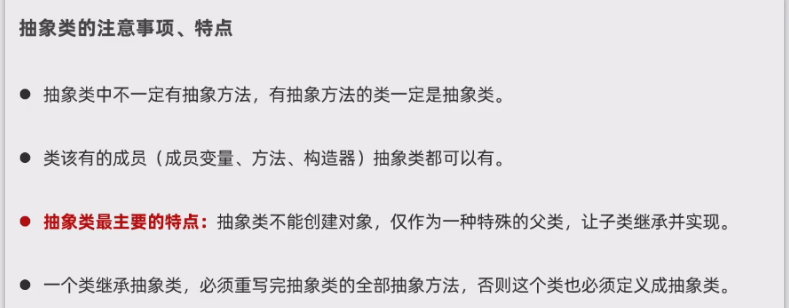 抽象类的注意事项、特点
● 抽象类中不一定有抽象方法，有抽象方法的类一定是抽象类。
● 类该有的成员（成员变量、方法、构造器）抽象类都可以有。
● 抽象类最主要的特点：抽象类不能创建对象，仅作为一种特殊的父类，让子类继承并实现。
● 一个类继承抽象类，必须重写完抽象类的全部抽象方法，否则这个类也必须定义成抽象类。